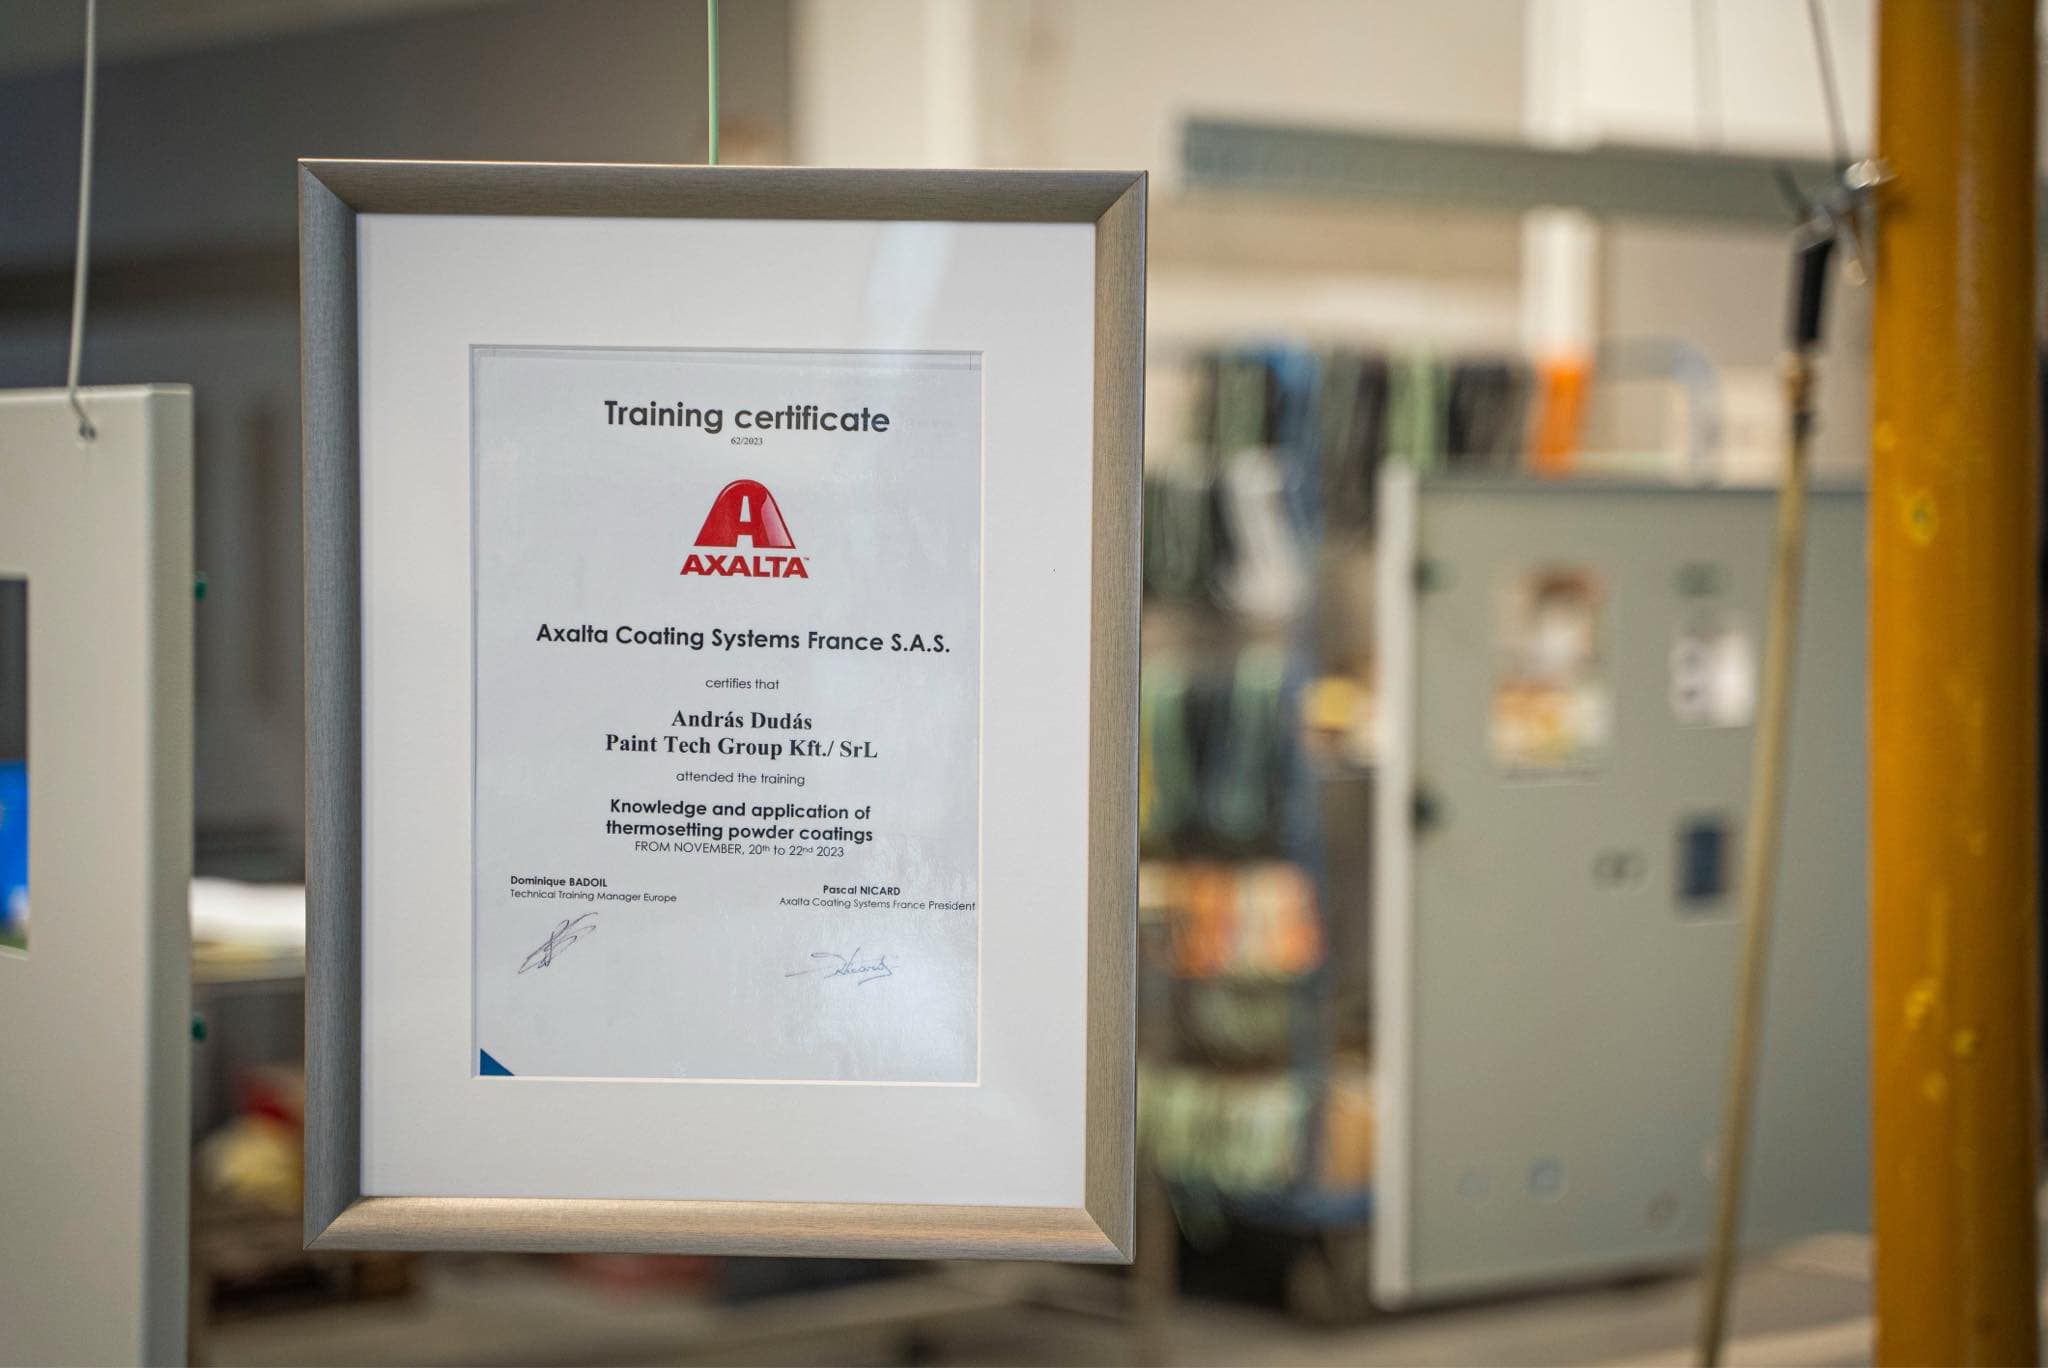 Training certificate
62/2023
A
AXALTA™
Axalta Coating Systems France S.A.S.
certifies that
András Dudás
Paint Tech Group Kft./ SrL
attended the training
Knowledge and application of
thermosetting powder coatings
FROM NOVEMBER, 20th to 22nd 2023
Dominique BADOIL
Technical Training Manager Europe
Pascal NICARD
Axalta Coating Systems France President